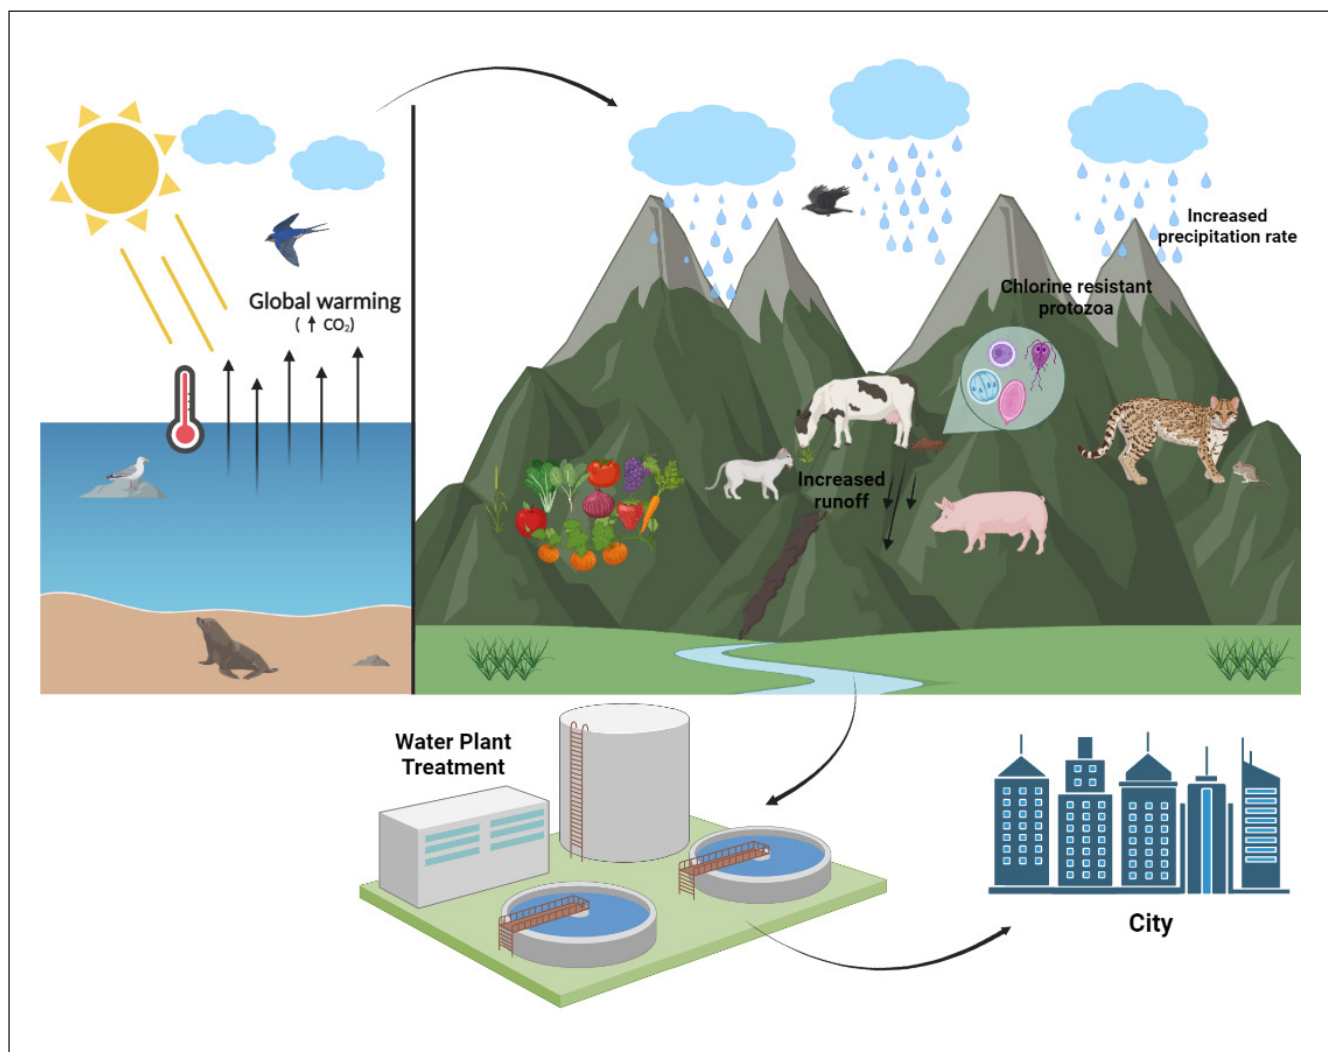 Global warming
( ↑ CO₂)
Increased
precipitation rate
Chlorine resistant
protozoa
Increased
runoff
Water Plant
Treatment
City